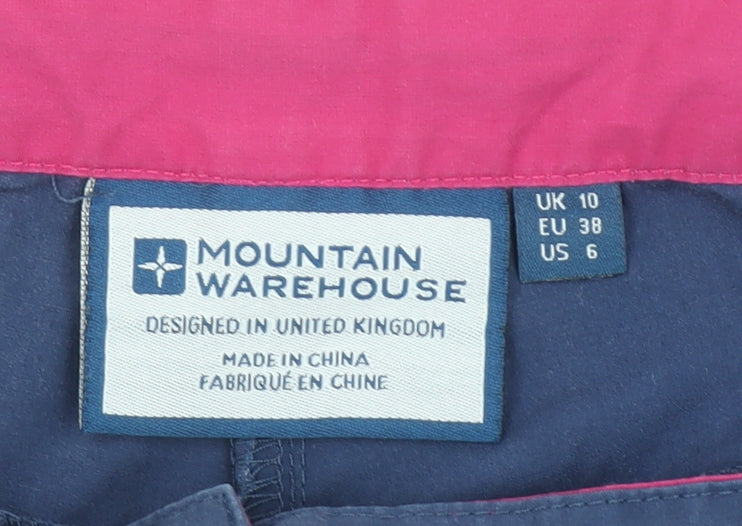 MOUNTAIN
WAREHOUSE
DESIGNED IN UNITED KINGDOM
MADE IN CHINA
FABRIQUÉ EN CHINE
UK 10
EU 38
US 6